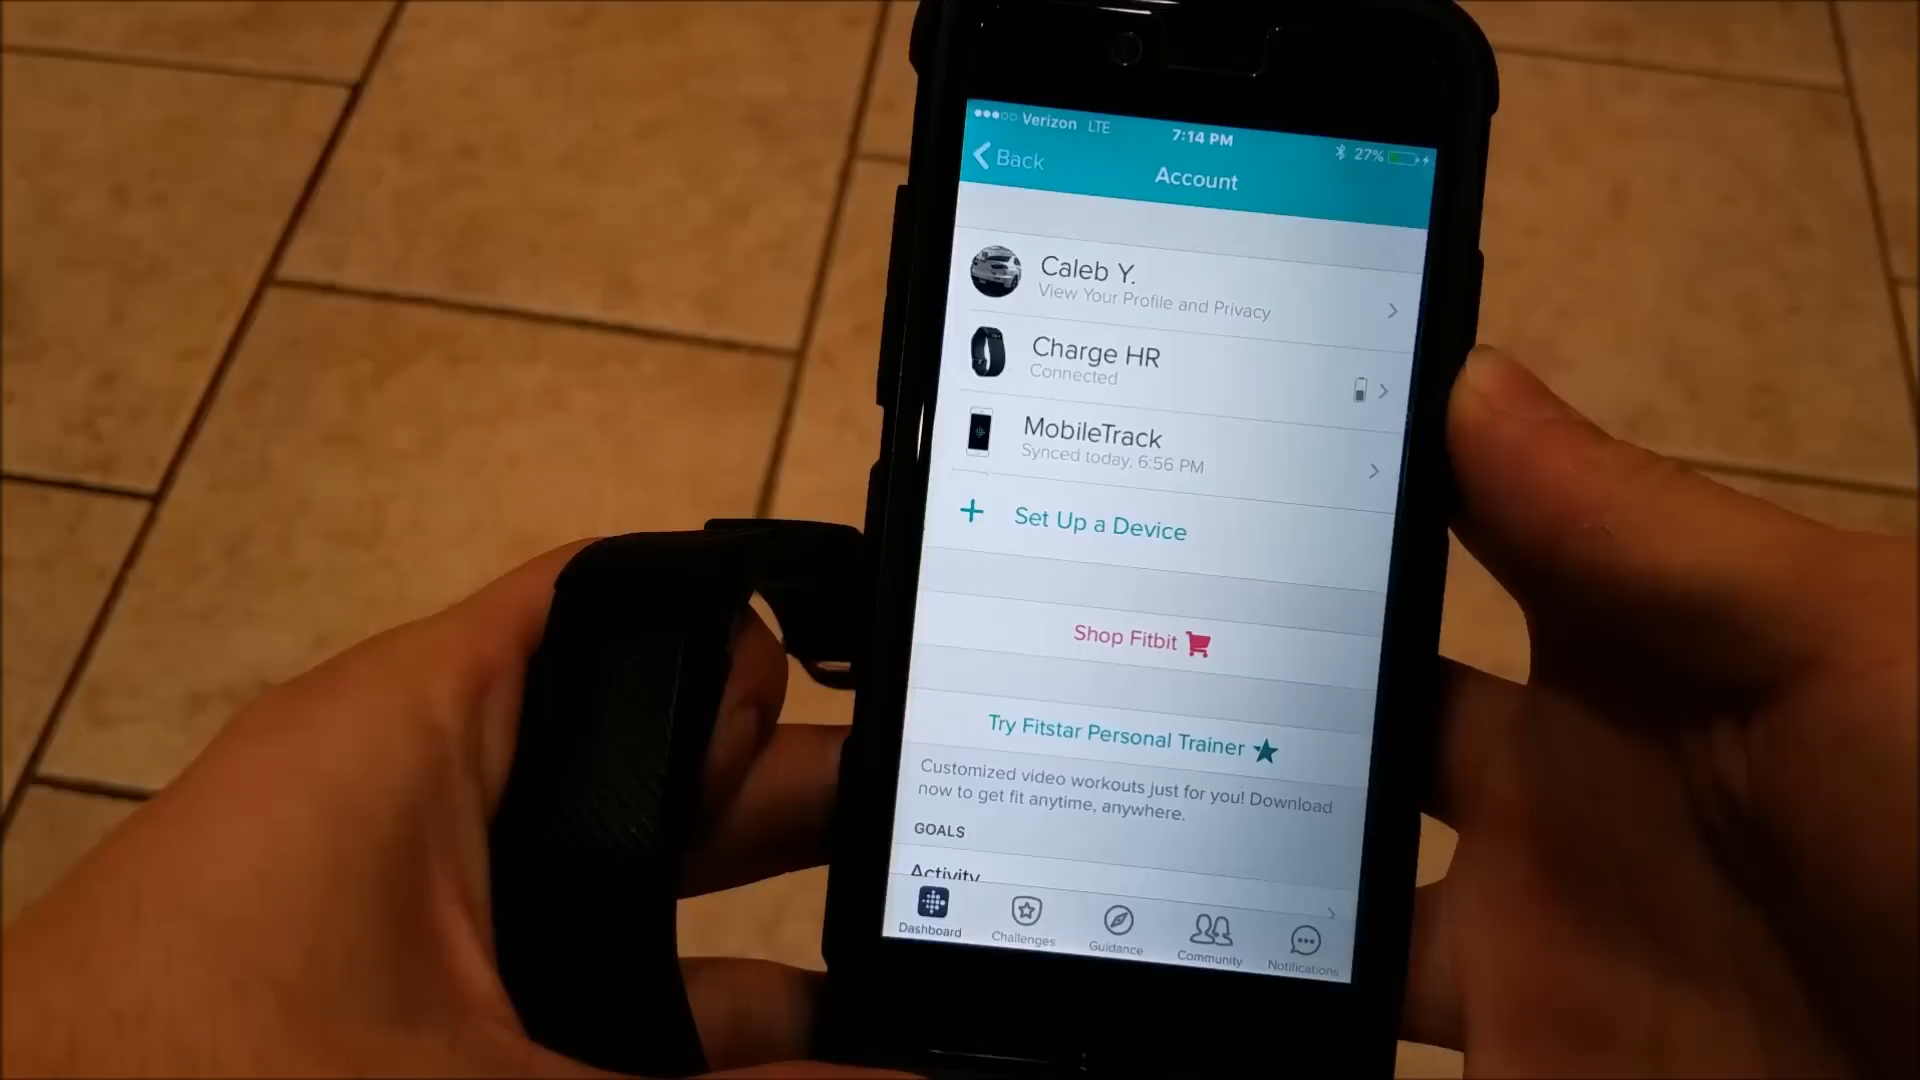 Verizon LTE
7:14 PM
27%
Back
Account
Caleb Y.
View Your Profile and Privacy
Charge HR
Connected
MobileTrack
Synced today, 6:56 PM
+ Set Up a Device
Shop Fitbit
Try Fitstar Personal Trainer
Customized video workouts just for you! Download
now to get fit anytime, anywhere.
GOALS
Activity
Dashboard
Challenges
Guidance
Community
Notifications